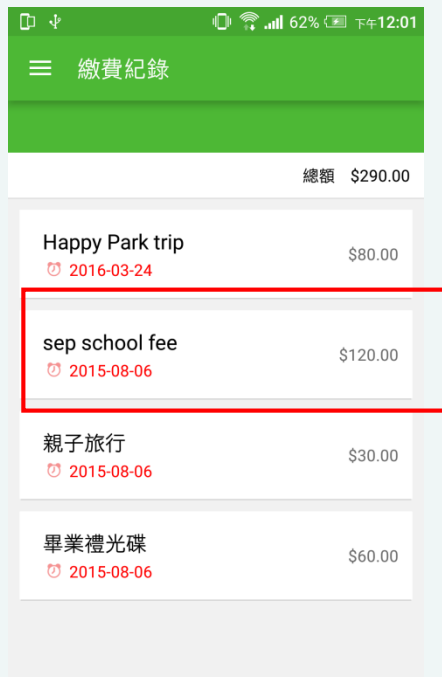 62% 下午12:01
繳費紀錄
總額 $290.00
Happy Park trip
$80.00
2016-03-24
sep school fee
$120.00
2015-08-06
親子旅行
$30.00
2015-08-06
畢業禮光碟
$60.00
2015-08-06